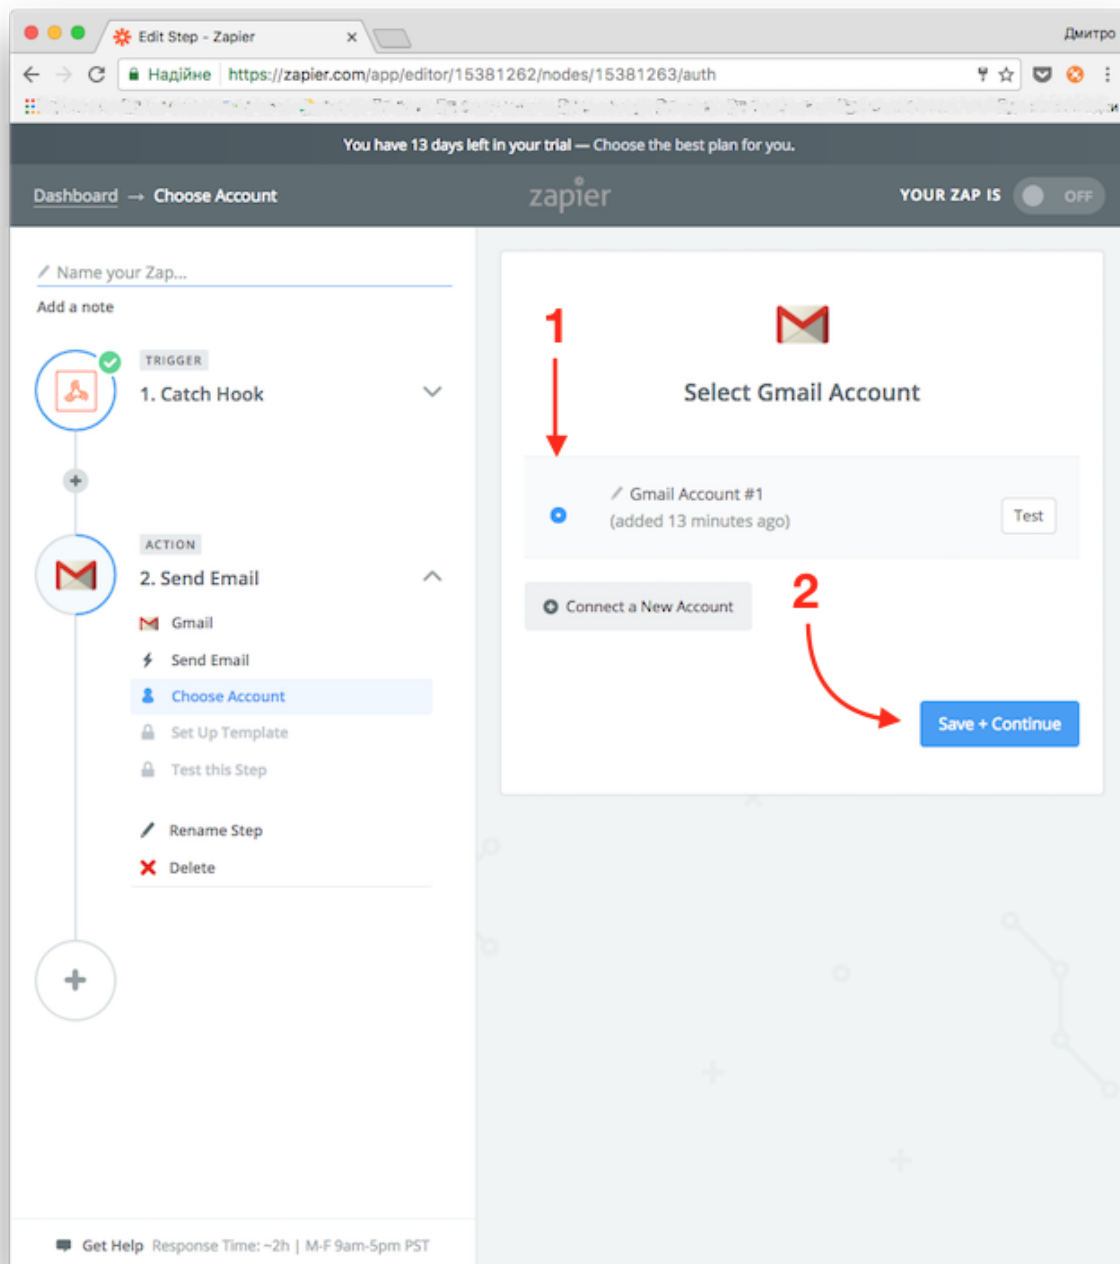 Edit Step - Zapier
Дмитро
Надійне https://zapier.com/app/editor/15381262/nodes/15381263/auth
You have 13 days left in your trial — Choose the best plan for you.
Dashboard → Choose Account
zapier
YOUR ZAP IS OFF
Name your Zap...
Add a note
TRIGGER
1. Catch Hook
ACTION
2. Send Email
Gmail
Send Email
Choose Account
Set Up Template
Test this Step
Rename Step
Delete
Get Help Response Time: ~2h | M-F 9am-5pm PST
1
Select Gmail Account
Gmail Account #1
(added 13 minutes ago)
Test
Connect a New Account
2
Save + Continue